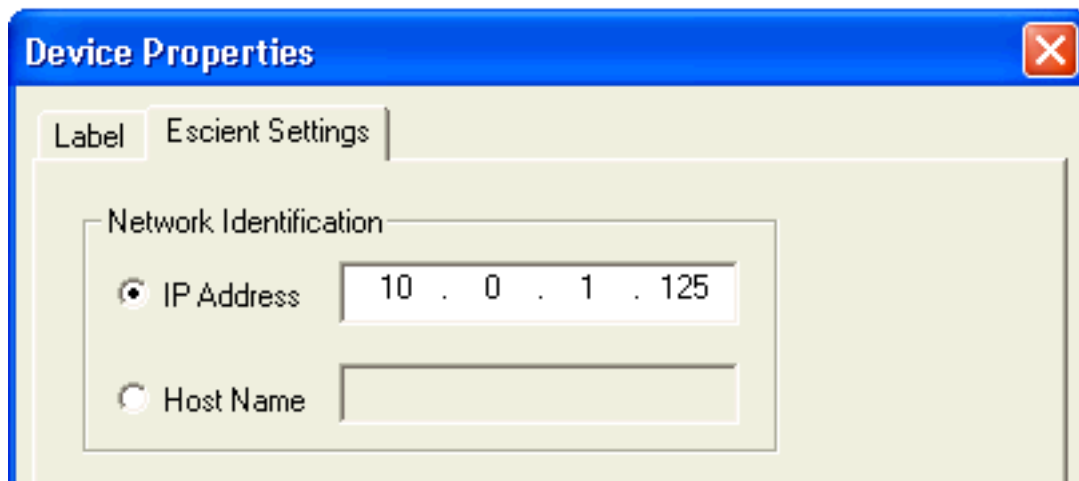 Device Properties
Label Escient Settings
Network Identification
IP Address 10 . 0 . 1 . 125
Host Name